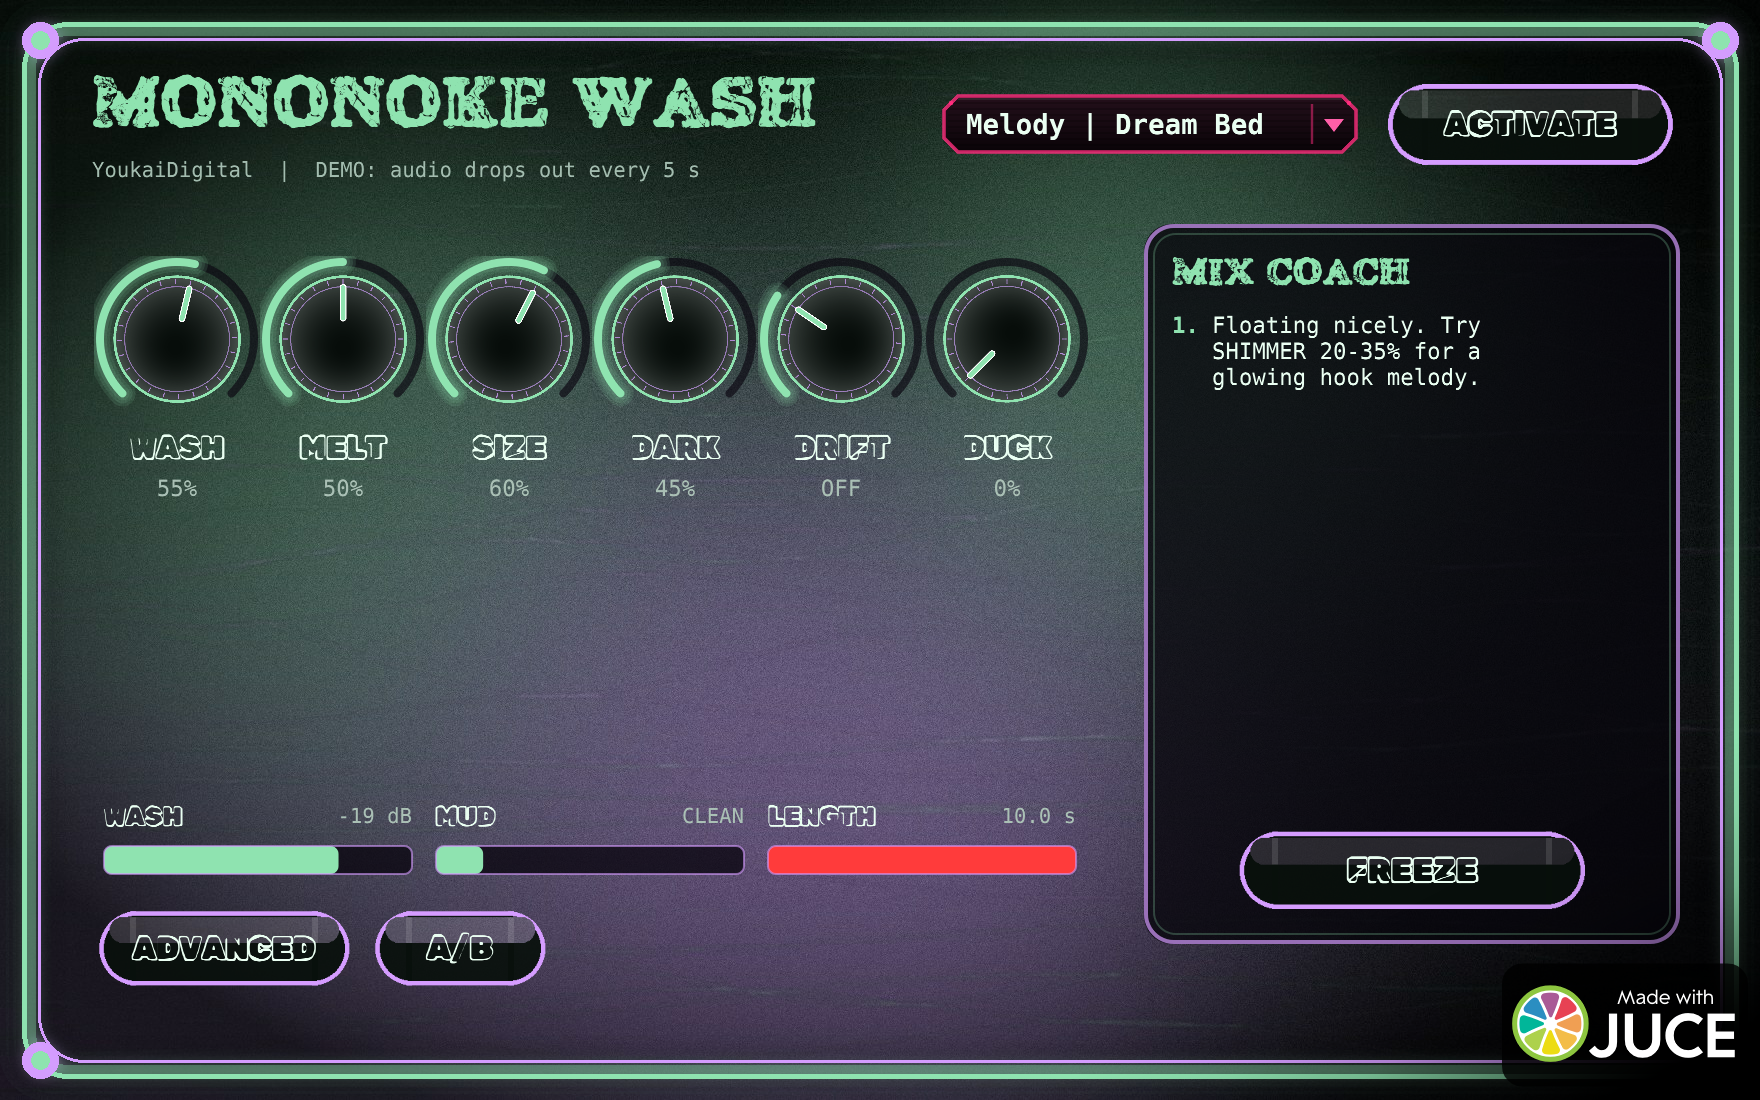 MONONOKE WASH
Melody | Dream Bed
ACTIVATE
YoukaiDigital | DEMO: audio drops out every 5 s
WASH
MELT
SIZE
DARK
DRIFT
DUCK
55%
50%
60%
45%
OFF
0%
MIX COACH
1. Floating nicely. Try
SHIMMER 20-35% for a
glowing hook melody.
WASH -19 dB
MUD CLEAN
LENGTH 10.0 s
FREEZE
ADVANCED
A/B
Made with
JUCE